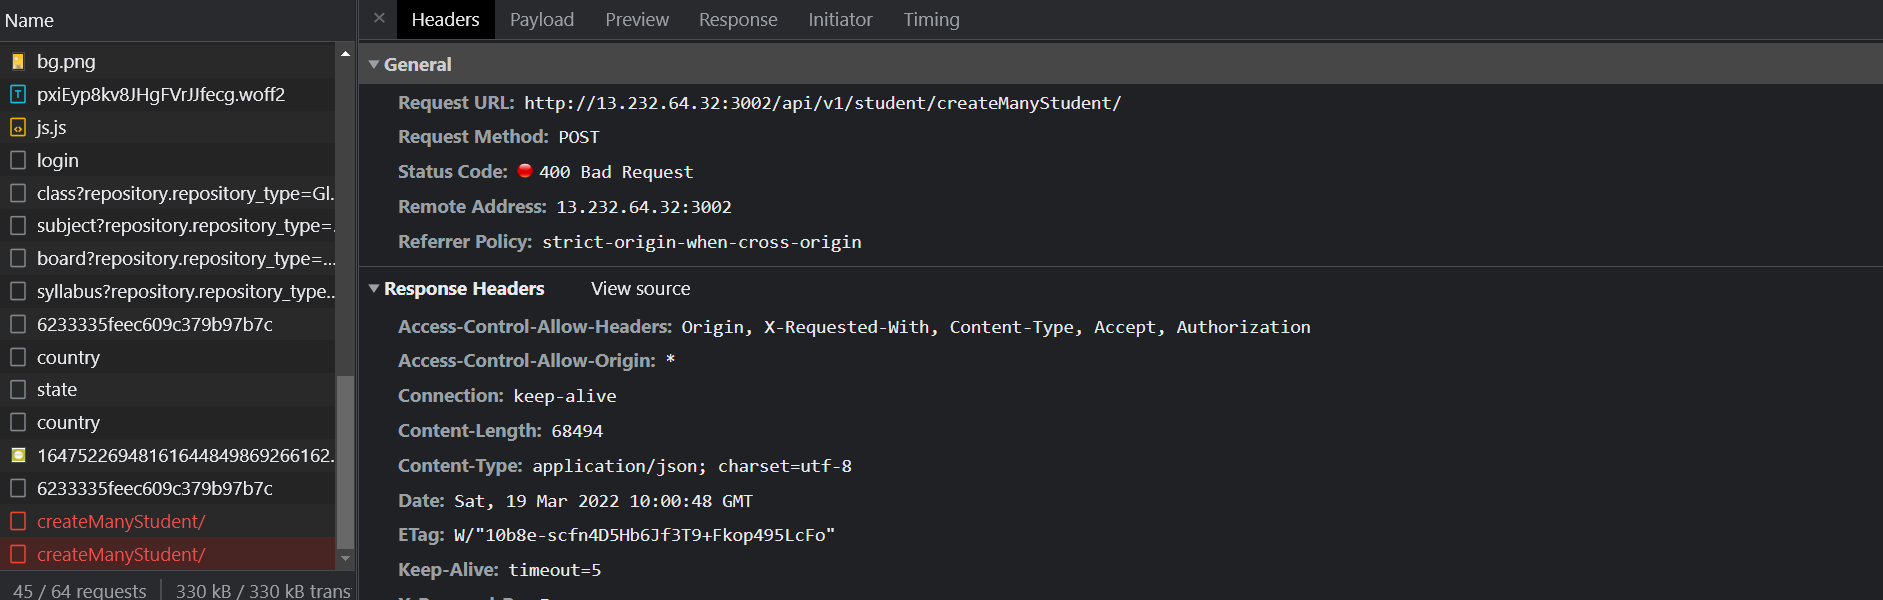 Name
bg.png
pxiEyp8kv8JHgFVrJJfecg.woff2
js.js
login
class?repository.repository_type=Gl.
subject?repository.repository_type=.
board?repository.repository_type=...
syllabus?repository.repository_type..
6233335feec609c379b97b7c
country
state
country
16475226948161644849869266162.
6233335feec609c379b97b7c
createManyStudent/
createManyStudent/
45 / 64 requests
330 kB / 330 kB trans
Headers Payload Preview Response Initiator Timing
General
Request URL: http://13.232.64.32:3002/api/v1/student/createManyStudent/
Request Method: POST
Status Code: 400 Bad Request
Remote Address: 13.232.64.32:3002
Referrer Policy: strict-origin-when-cross-origin
Response Headers View source
Access-Control-Allow-Headers: Origin, X-Requested-With, Content-Type, Accept, Authorization
Access-Control-Allow-Origin: *
Connection: keep-alive
Content-Length: 68494
Content-Type: application/json; charset=utf-8
Date: Sat, 19 Mar 2022 10:00:48 GMT
ETag: W/"10b8e-scfn4D5Hb6Jf3T9+Fkop495LcFo"
Keep-Alive: timeout=5